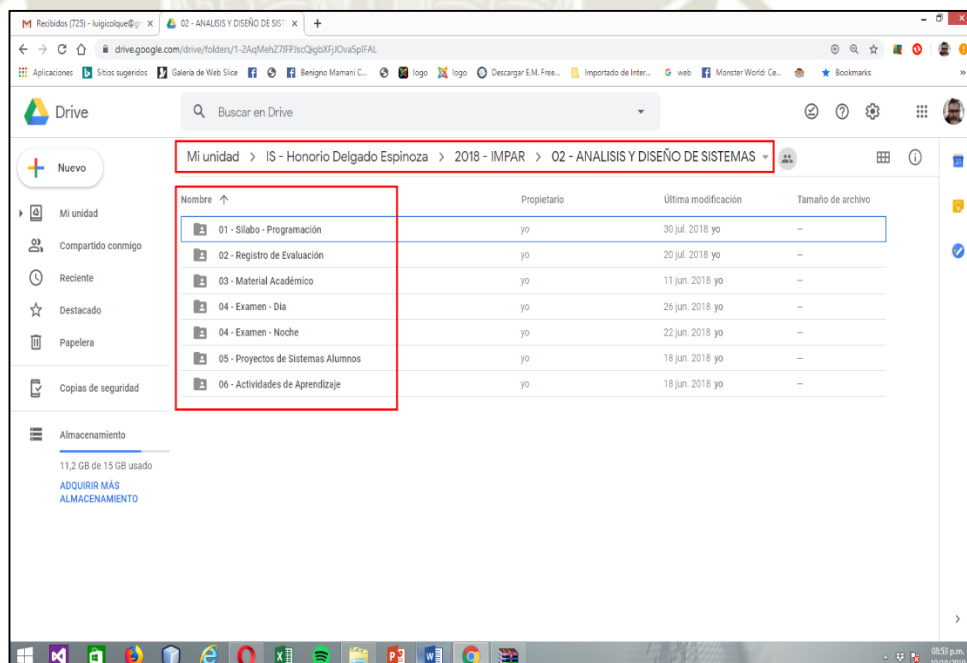 Recibidos (725) - luigicolque@g
02 - ANALISIS Y DISEÑO DE SIST
drive.google.com/drive/folders/1-2AqMehZ7IFPJscQigbXFjJOvaSpIFAL
Aplicaciones Sitios sugeridos Galería de Web Slice Benigno Mamani C... logo logo Descargar E.M. Free... Importado de Inter... G web Monster World: Ce... Bookmarks »
Drive Buscar en Drive
Mi unidad > IS - Honorio Delgado Espinoza > 2018 - IMPAR > 02 - ANALISIS Y DISEÑO DE SISTEMAS
Nuevo
Mi unidad
Compartido conmigo
Reciente
Destacado
Papelera
Copias de seguridad
Almacenamiento
11,2 GB de 15 GB usado
ADQUIRIR MÁS
ALMACENAMIENTO
Nombre Propietario Última modificación Tamaño de archivo
01 - Silabo - Programación yo 30 jul. 2018 yo –
02 - Registro de Evaluación yo 20 jul. 2018 yo –
03 - Material Académico yo 11 jun. 2018 yo –
04 - Examen - Dia yo 26 jun. 2018 yo –
04 - Examen - Noche yo 22 jun. 2018 yo –
05 - Proyectos de Sistemas Alumnos yo 18 jun. 2018 yo –
06 - Actividades de Aprendizaje yo 18 jun. 2018 yo –
08:53 p.m.